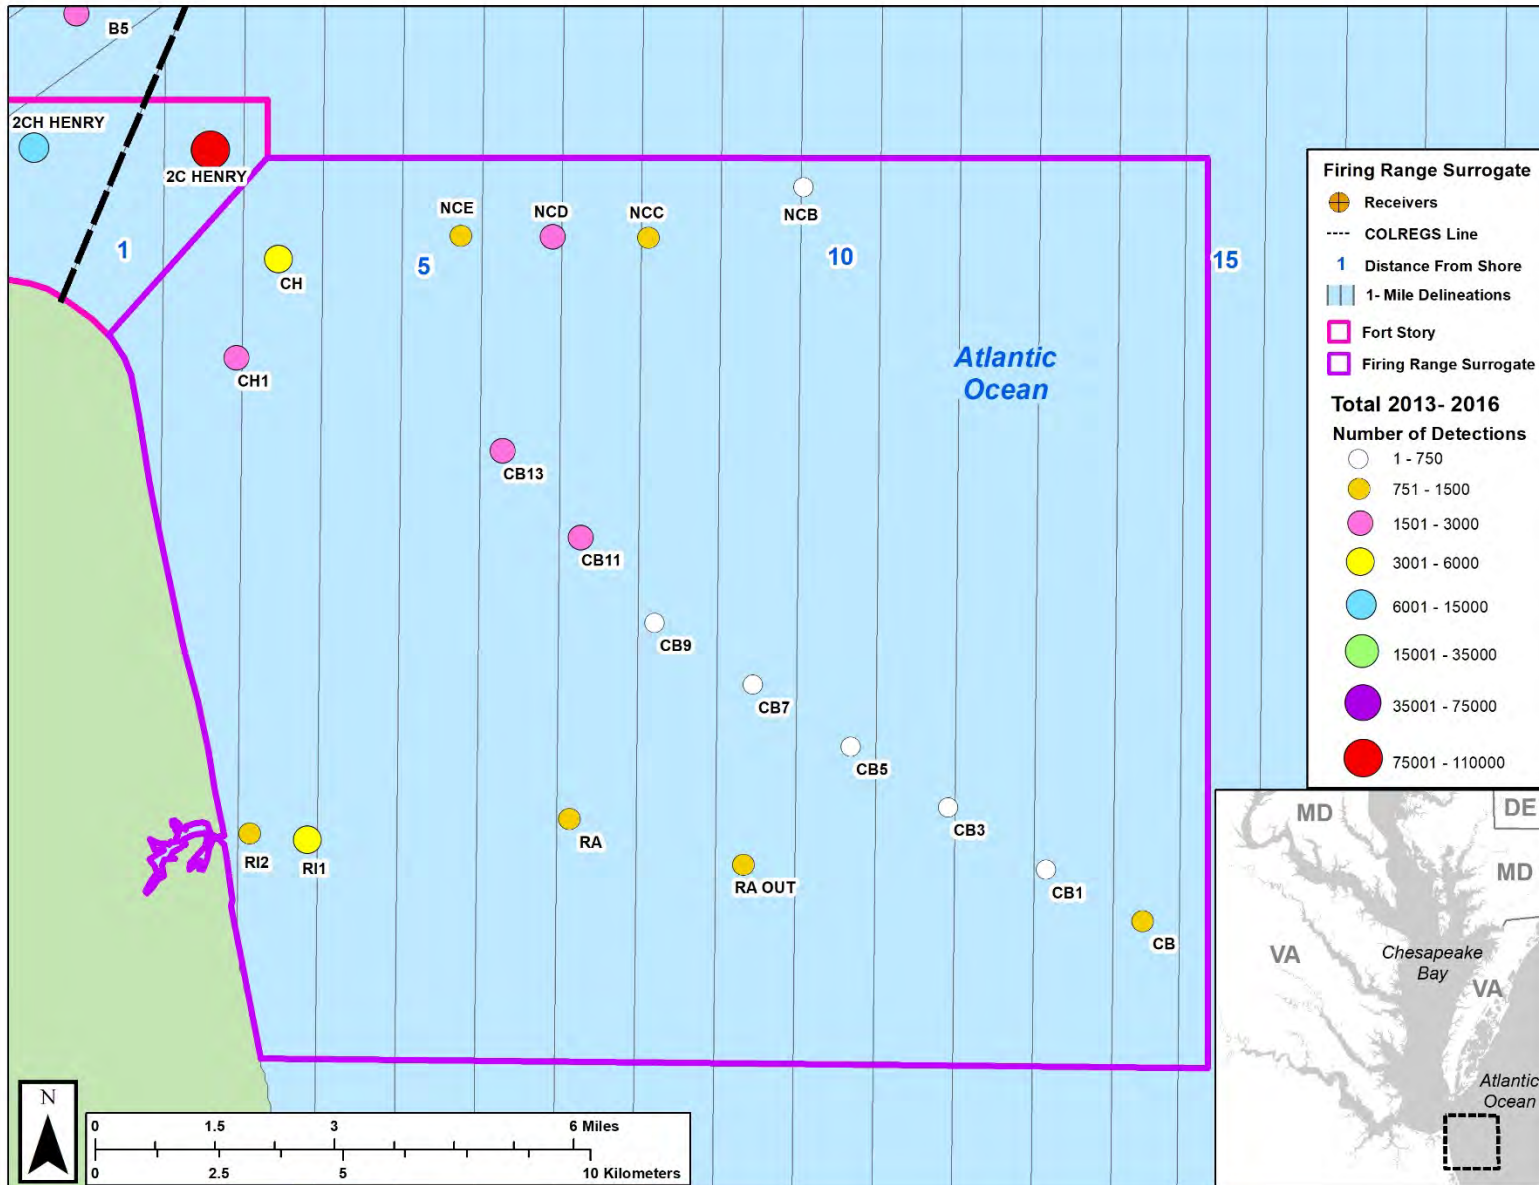 B5
2CH HENRY
2C HENRY
1
NCE
NCD
NCC
NCB
CH
5
10
15
CH1
Atlantic
Ocean
CB13
CB11
CB9
CB7
CB5
CB3
CB1
CB
RI2
RI1
RA
RA OUT
Firing Range Surrogate
Receivers
COLREGS Line
1 Distance From Shore
1- Mile Delineations
Fort Story
Firing Range Surrogate
Total 2013- 2016
Number of Detections
1 - 750
751 - 1500
1501 - 3000
3001 - 6000
6001 - 15000
15001 - 35000
35001 - 75000
75001 - 110000
MD
DE
MD
VA
Chesapeake
Bay
VA
Atlantic
Ocean
N
0 1.5 3 6 Miles
0 2.5 5 10 Kilometers